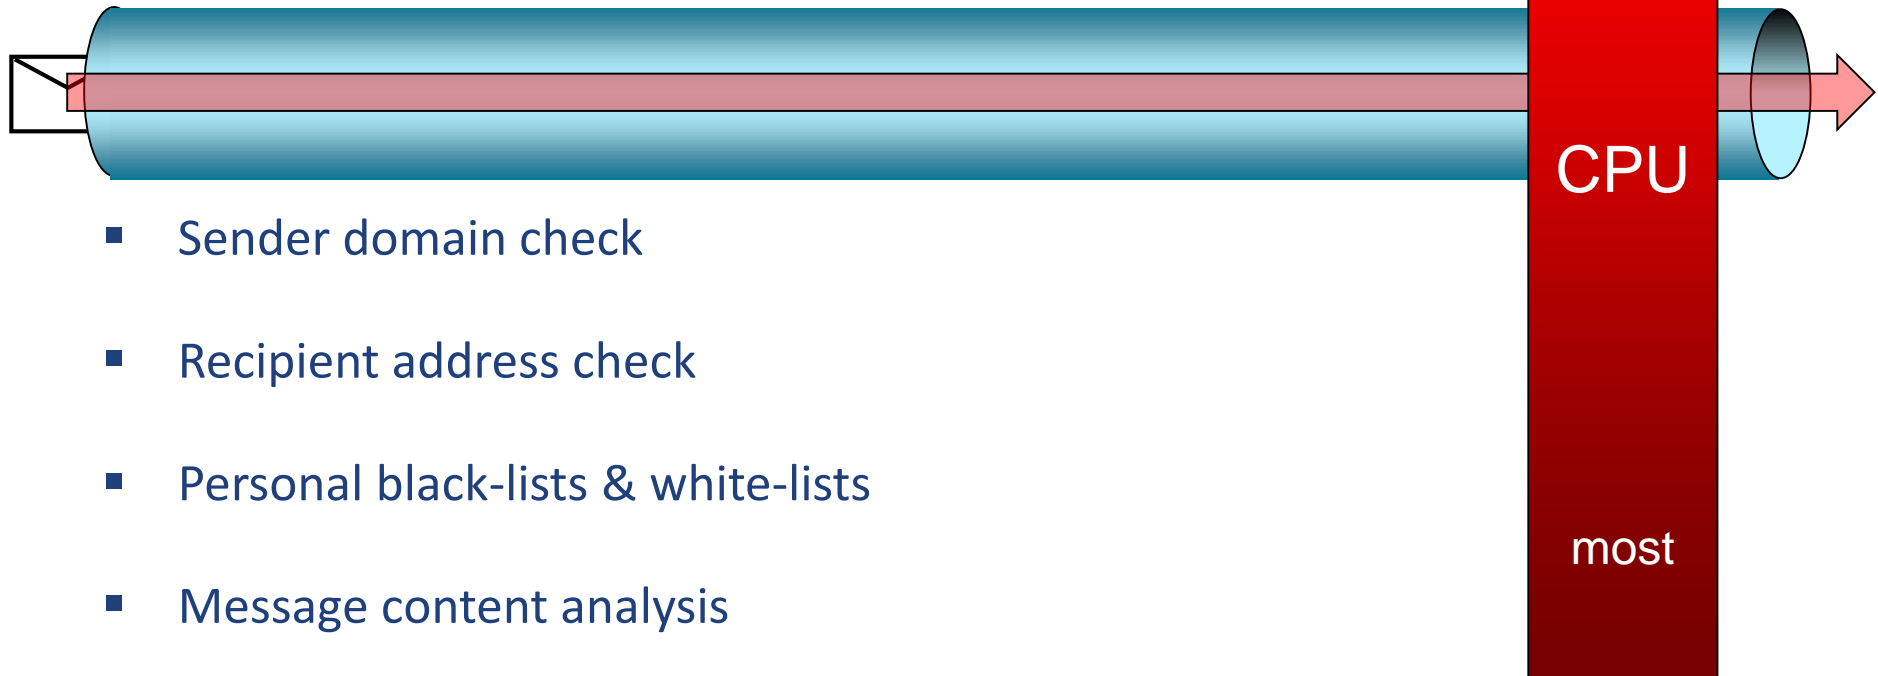 CPU
Sender domain check
Recipient address check
Personal black-lists & white-lists
most
Message content analysis